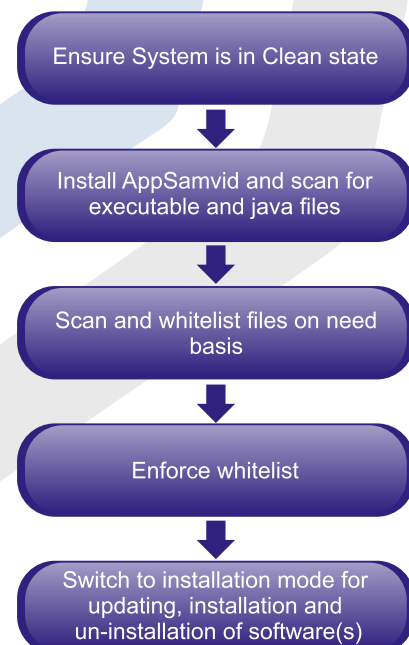 Ensure System is in Clean state
Install AppSamvid and scan for
executable and java files
Scan and whitelist files on need
basis
Enforce whitelist
Switch to installation mode for
updating, installation and
un-installation of software(s)